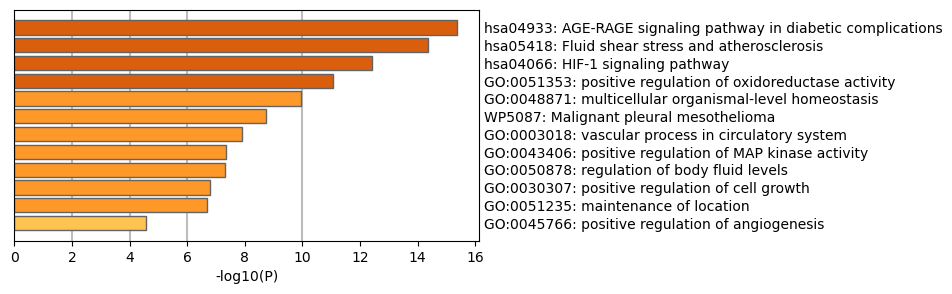 hsa04933: AGE-RAGE signaling pathway in diabetic complications
hsa05418: Fluid shear stress and atherosclerosis
hsa04066: HIF-1 signaling pathway
GO:0051353: positive regulation of oxidoreductase activity
GO:0048871: multicellular organismal-level homeostasis
WP5087: Malignant pleural mesothelioma
GO:0003018: vascular process in circulatory system
GO:0043406: positive regulation of MAP kinase activity
GO:0050878: regulation of body fluid levels
GO:0030307: positive regulation of cell growth
GO:0051235: maintenance of location
GO:0045766: positive regulation of angiogenesis
0 2 4 6 8 10 12 14 16
-log10(P)